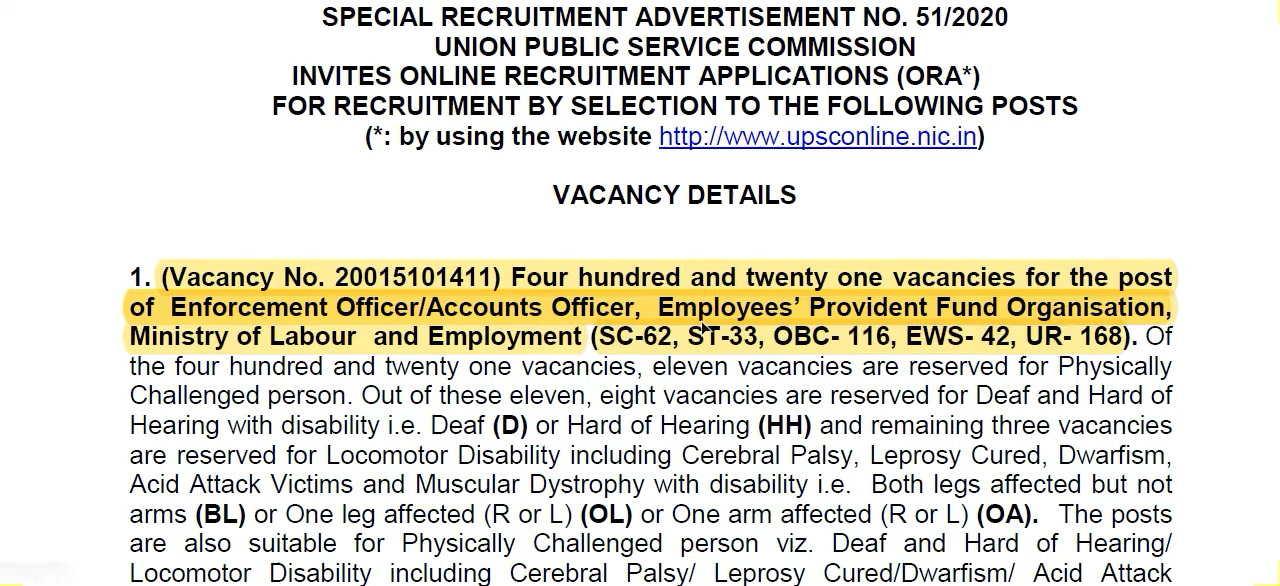 SPECIAL RECRUITMENT ADVERTISEMENT NO. 51/2020
UNION PUBLIC SERVICE COMMISSION
INVITES ONLINE RECRUITMENT APPLICATIONS (ORA*)
FOR RECRUITMENT BY SELECTION TO THE FOLLOWING POSTS
(*: by using the website http://www.upsconline.nic.in)
VACANCY DETAILS
1. (Vacancy No. 20015101411) Four hundred and twenty one vacancies for the post
of Enforcement Officer/Accounts Officer, Employees’ Provident Fund Organisation,
Ministry of Labour and Employment (SC-62, ST-33, OBC- 116, EWS- 42, UR- 168). Of
the four hundred and twenty one vacancies, eleven vacancies are reserved for Physically
Challenged person. Out of these eleven, eight vacancies are reserved for Deaf and Hard of
Hearing with disability i.e. Deaf (D) or Hard of Hearing (HH) and remaining three vacancies
are reserved for Locomotor Disability including Cerebral Palsy, Leprosy Cured, Dwarfism,
Acid Attack Victims and Muscular Dystrophy with disability i.e. Both legs affected but not
arms (BL) or One leg affected (R or L) (OL) or One arm affected (R or L) (OA). The posts
are also suitable for Physically Challenged person viz. Deaf and Hard of Hearing/
Locomotor Disability including Cerebral Palsy/ Leprosy Cured/Dwarfism/ Acid Attack